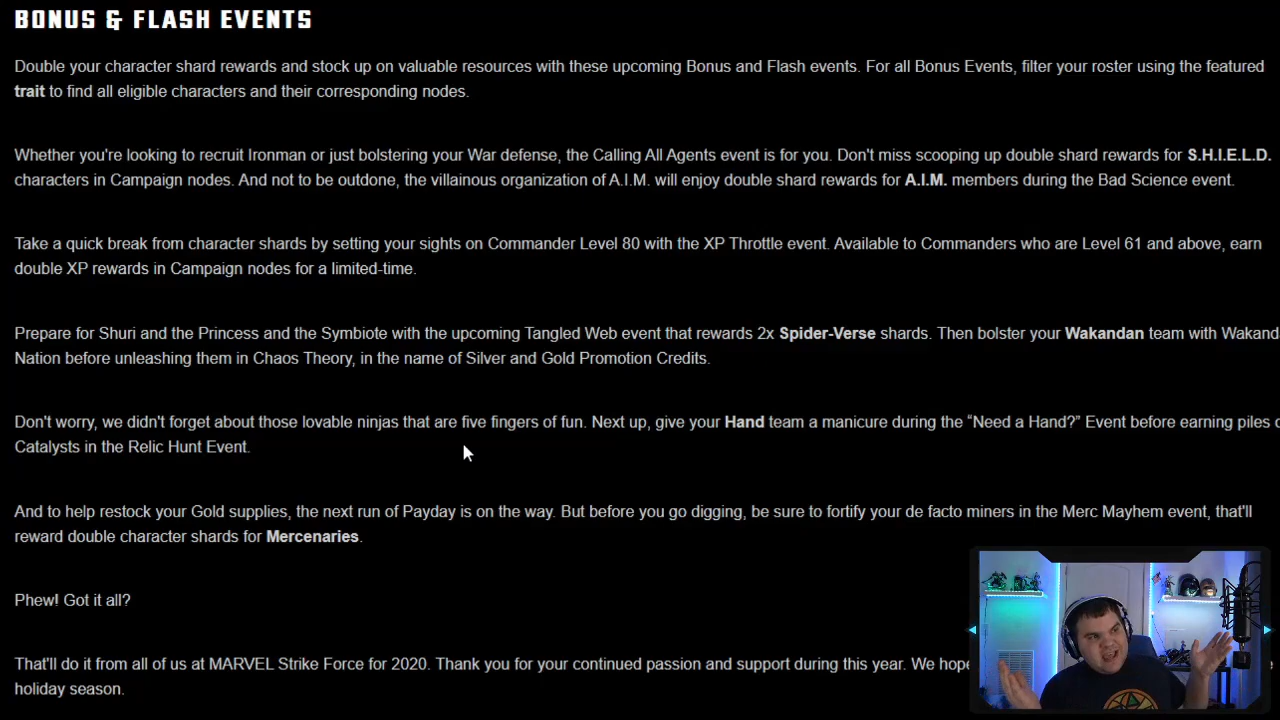 BONUS & FLASH EVENTS
Double your character shard rewards and stock up on valuable resources with these upcoming Bonus and Flash events. For all Bonus Events, filter your roster using the featured
trait to find all eligible characters and their corresponding nodes.
Whether you're looking to recruit Ironman or just bolstering your War defense, the Calling All Agents event is for you. Don't miss scooping up double shard rewards for S.H.I.E.L.D.
characters in Campaign nodes. And not to be outdone, the villainous organization of A.I.M. will enjoy double shard rewards for A.I.M. members during the Bad Science event.
Take a quick break from character shards by setting your sights on Commander Level 80 with the XP Throttle event. Available to Commanders who are Level 61 and above, earn
double XP rewards in Campaign nodes for a limited-time.
Prepare for Shuri and the Princess and the Symbiote with the upcoming Tangled Web event that rewards 2x Spider-Verse shards. Then bolster your Wakandan team with Wakand
Nation before unleashing them in Chaos Theory, in the name of Silver and Gold Promotion Credits.
Don't worry, we didn't forget about those lovable ninjas that are five fingers of fun. Next up, give your Hand team a manicure during the “Need a Hand?” Event before earning piles
Catalysts in the Relic Hunt Event.
And to help restock your Gold supplies, the next run of Payday is on the way. But before you go digging, be sure to fortify your de facto miners in the Merc Mayhem event, that'll
reward double character shards for Mercenaries.
Phew! Got it all?
That'll do it from all of us at MARVEL Strike Force for 2020. Thank you for your continued passion and support during this year. We hope
holiday season.